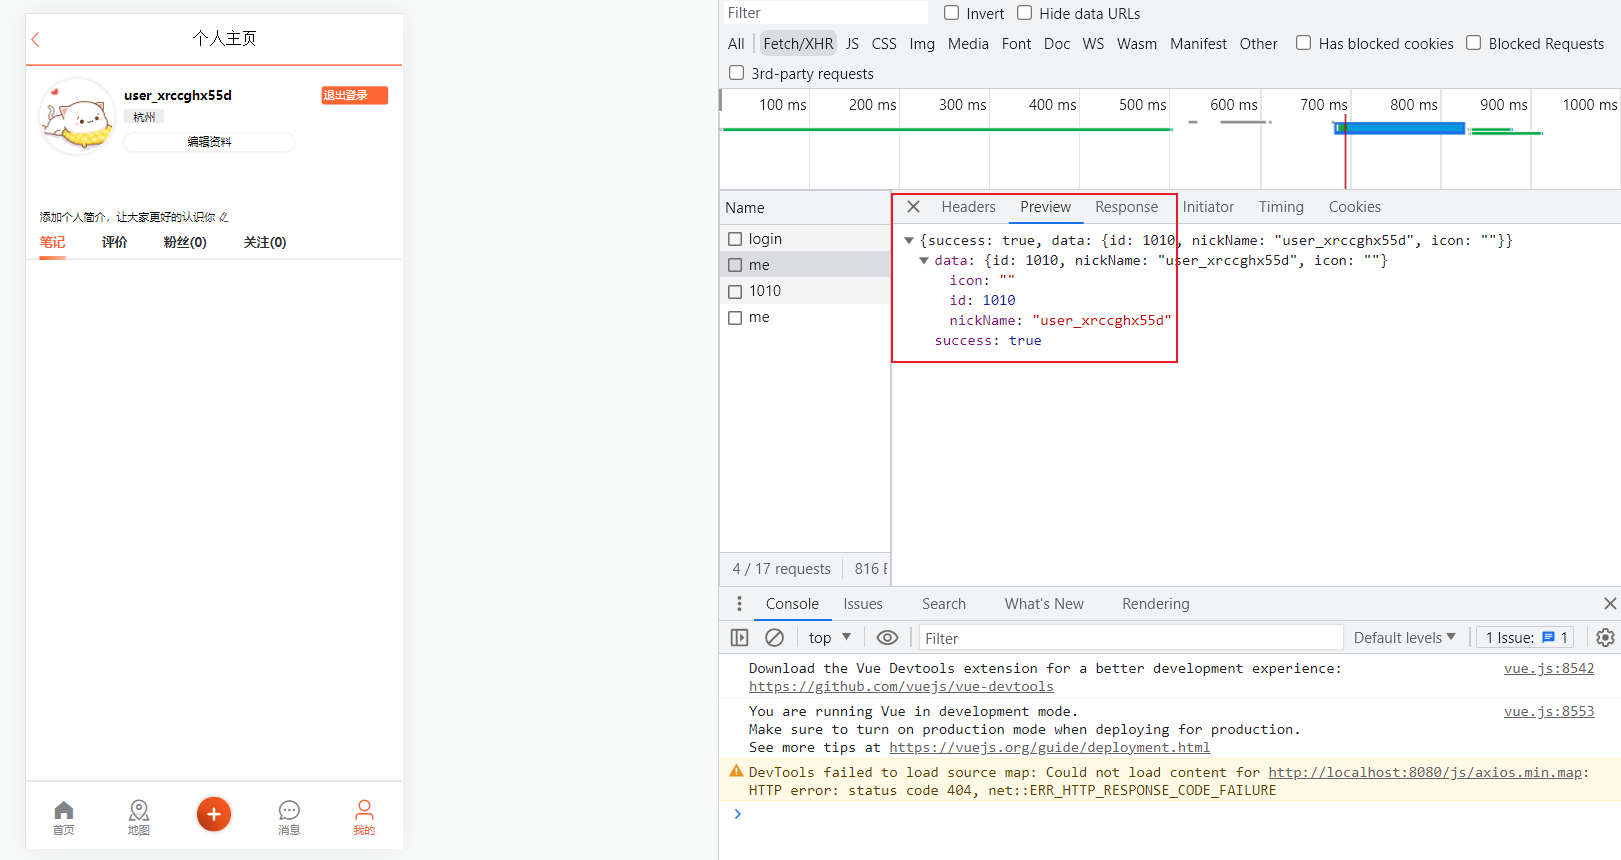 个人主页
user_xrccghx55d
退出登录
杭州
编辑资料
添加个人简介，让大家更好的认识你
笔记 评价 粉丝(0) 关注(0)
首页 地图 消息 我的
Filter Invert Hide data URLs
All Fetch/XHR JS CSS Img Media Font Doc WS Wasm Manifest Other Has blocked cookies Blocked Requests
3rd-party requests
100 ms 200 ms 300 ms 400 ms 500 ms 600 ms 700 ms 800 ms 900 ms 1000 ms
Name
login
me
1010
me
4 / 17 requests 816
Headers Preview Response Initiator Timing Cookies
{success: true, data: {id: 1010, nickName: "user_xrccghx55d", icon: ""}}
data: {id: 1010, nickName: "user_xrccghx55d", icon: ""}
icon: ""
id: 1010
nickName: "user_xrccghx55d"
success: true
Console Issues Search What's New Rendering
top Filter Default levels 1 Issue: 1
Download the Vue Devtools extension for a better development experience: vue.js:8542
https://github.com/vuejs/vue-devtools
You are running Vue in development mode. vue.js:8553
Make sure to turn on production mode when deploying for production.
See more tips at https://vuejs.org/guide/deployment.html
DevTools failed to load source map: Could not load content for http://localhost:8080/js/axios.min.map:
HTTP error: status code 404, net::ERR_HTTP_RESPONSE_CODE_FAILURE